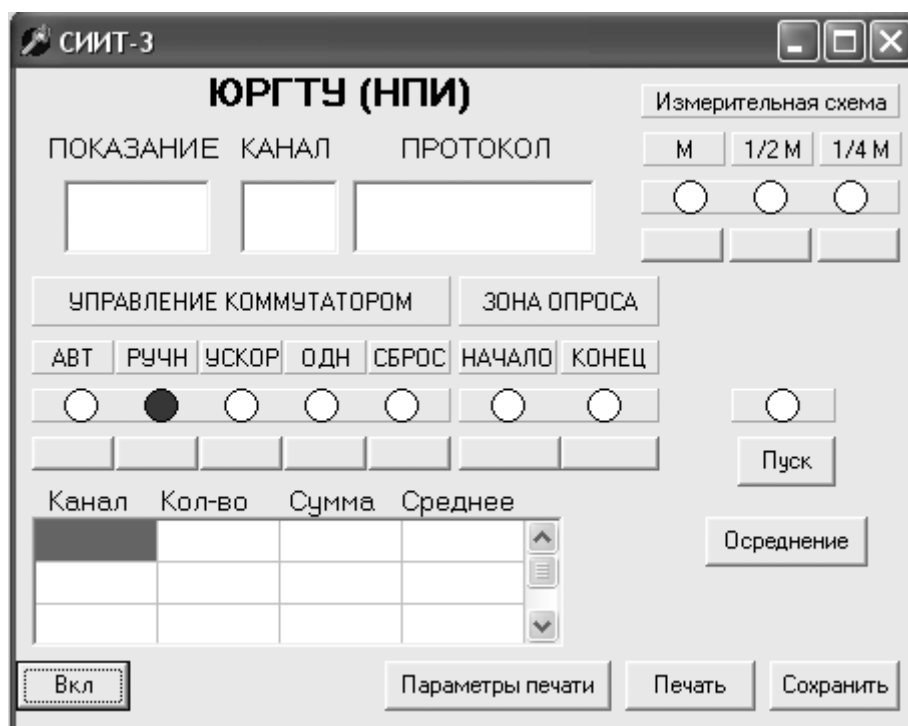 СИИТ-3
ЮРГТУ (НПИ)
Измерительная схема
ПОКАЗАНИЕ КАНАЛ ПРОТОКОЛ
М 1/2 М 1/4 М
УПРАВЛЕНИЕ КОММУТАТОРОМ ЗОНА ОПРОСА
АВТ РУЧН УСКОР ОДН СБРОС НАЧАЛО КОНЕЦ
Пуск
Канал Кол-во Сумма Среднее
Осреднение
Вкл Параметры печати Печать Сохранить